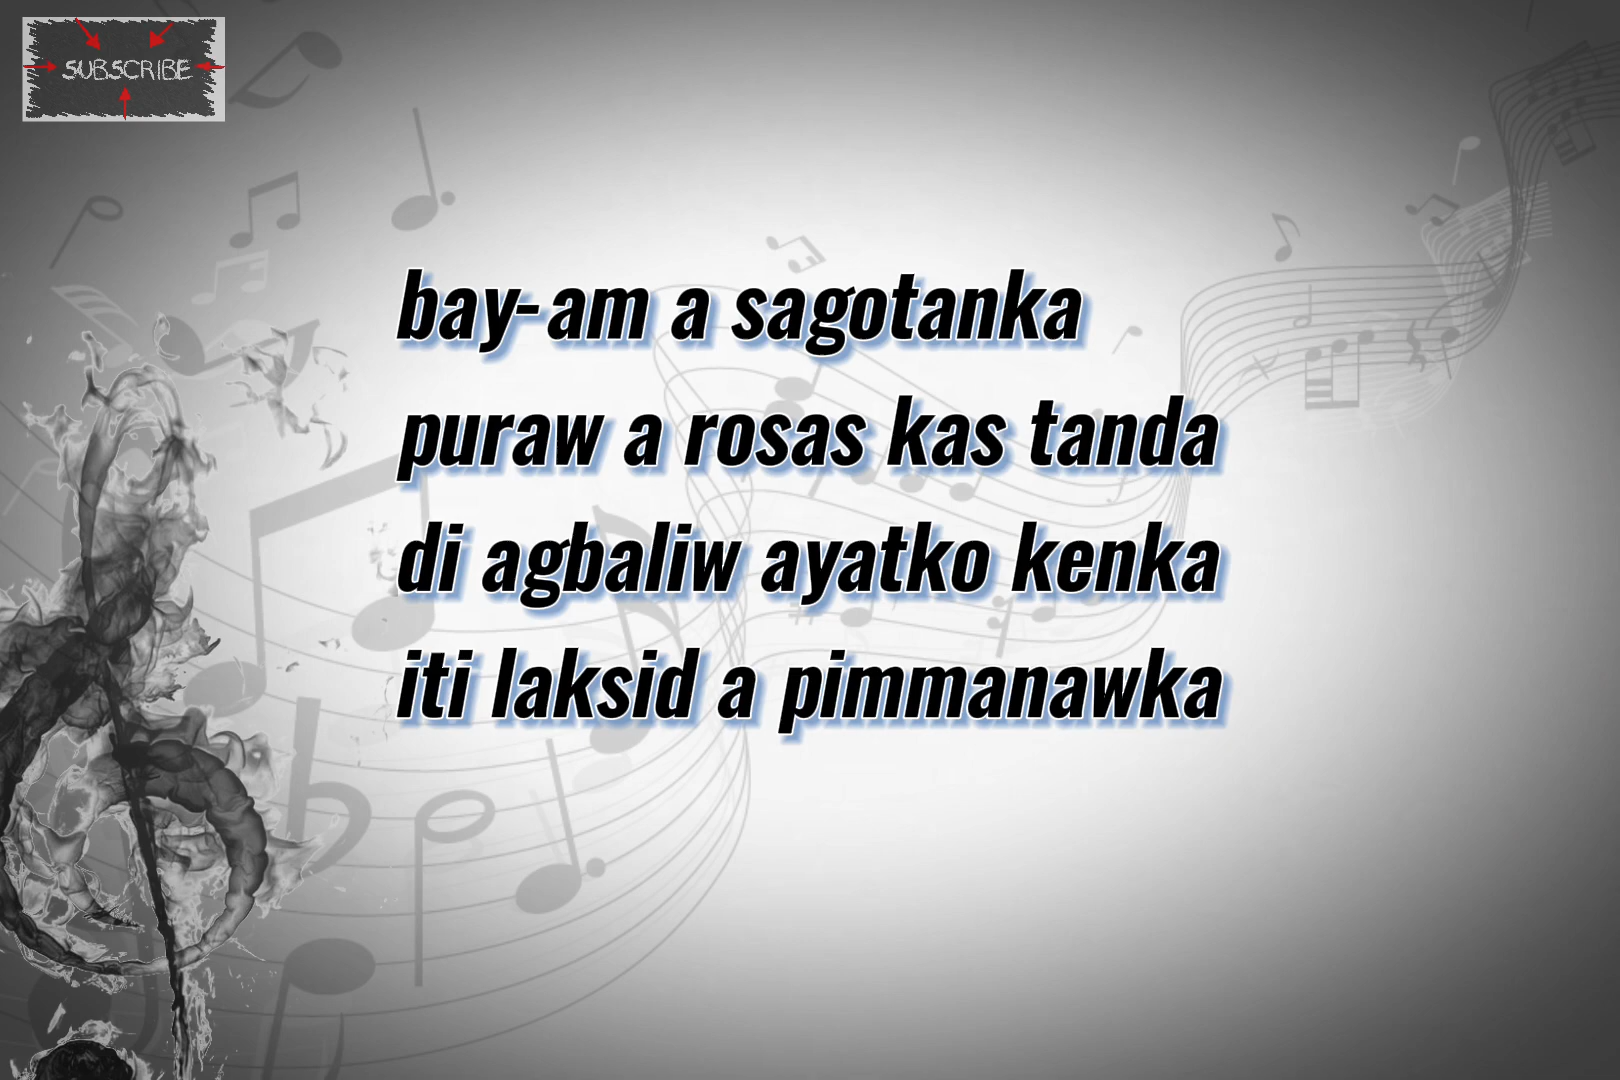 SUBSCRIBE
bay-am a sagotanka
puraw a rosas kas tanda
di agbaliw ayatko kenka
iti laksid a pimmanawka